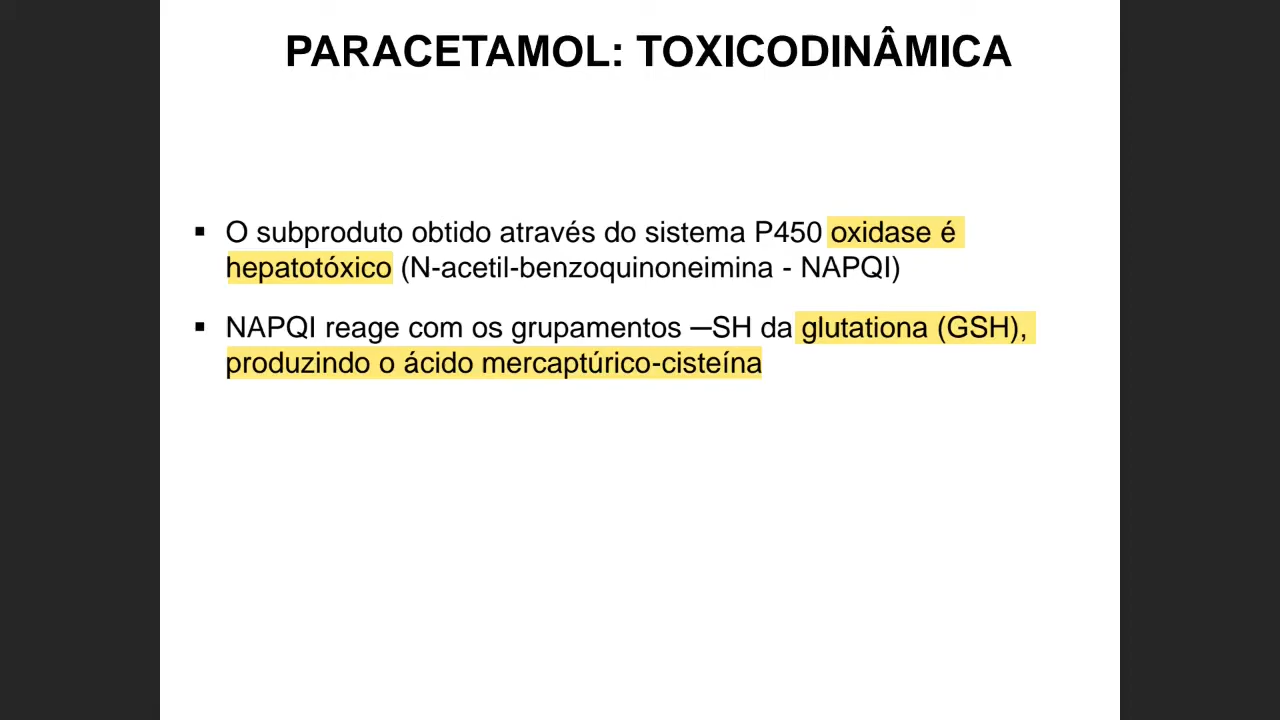 PARACETAMOL: TOXICODINÂMICA
▪ O subproduto obtido através do sistema P450 oxidase é
hepatotóxico (N-acetil-benzoquinoneimina - NAPQI)
▪ NAPQI reage com os grupamentos ─SH da glutationa (GSH),
produzindo o ácido mercaptúrico-cisteína